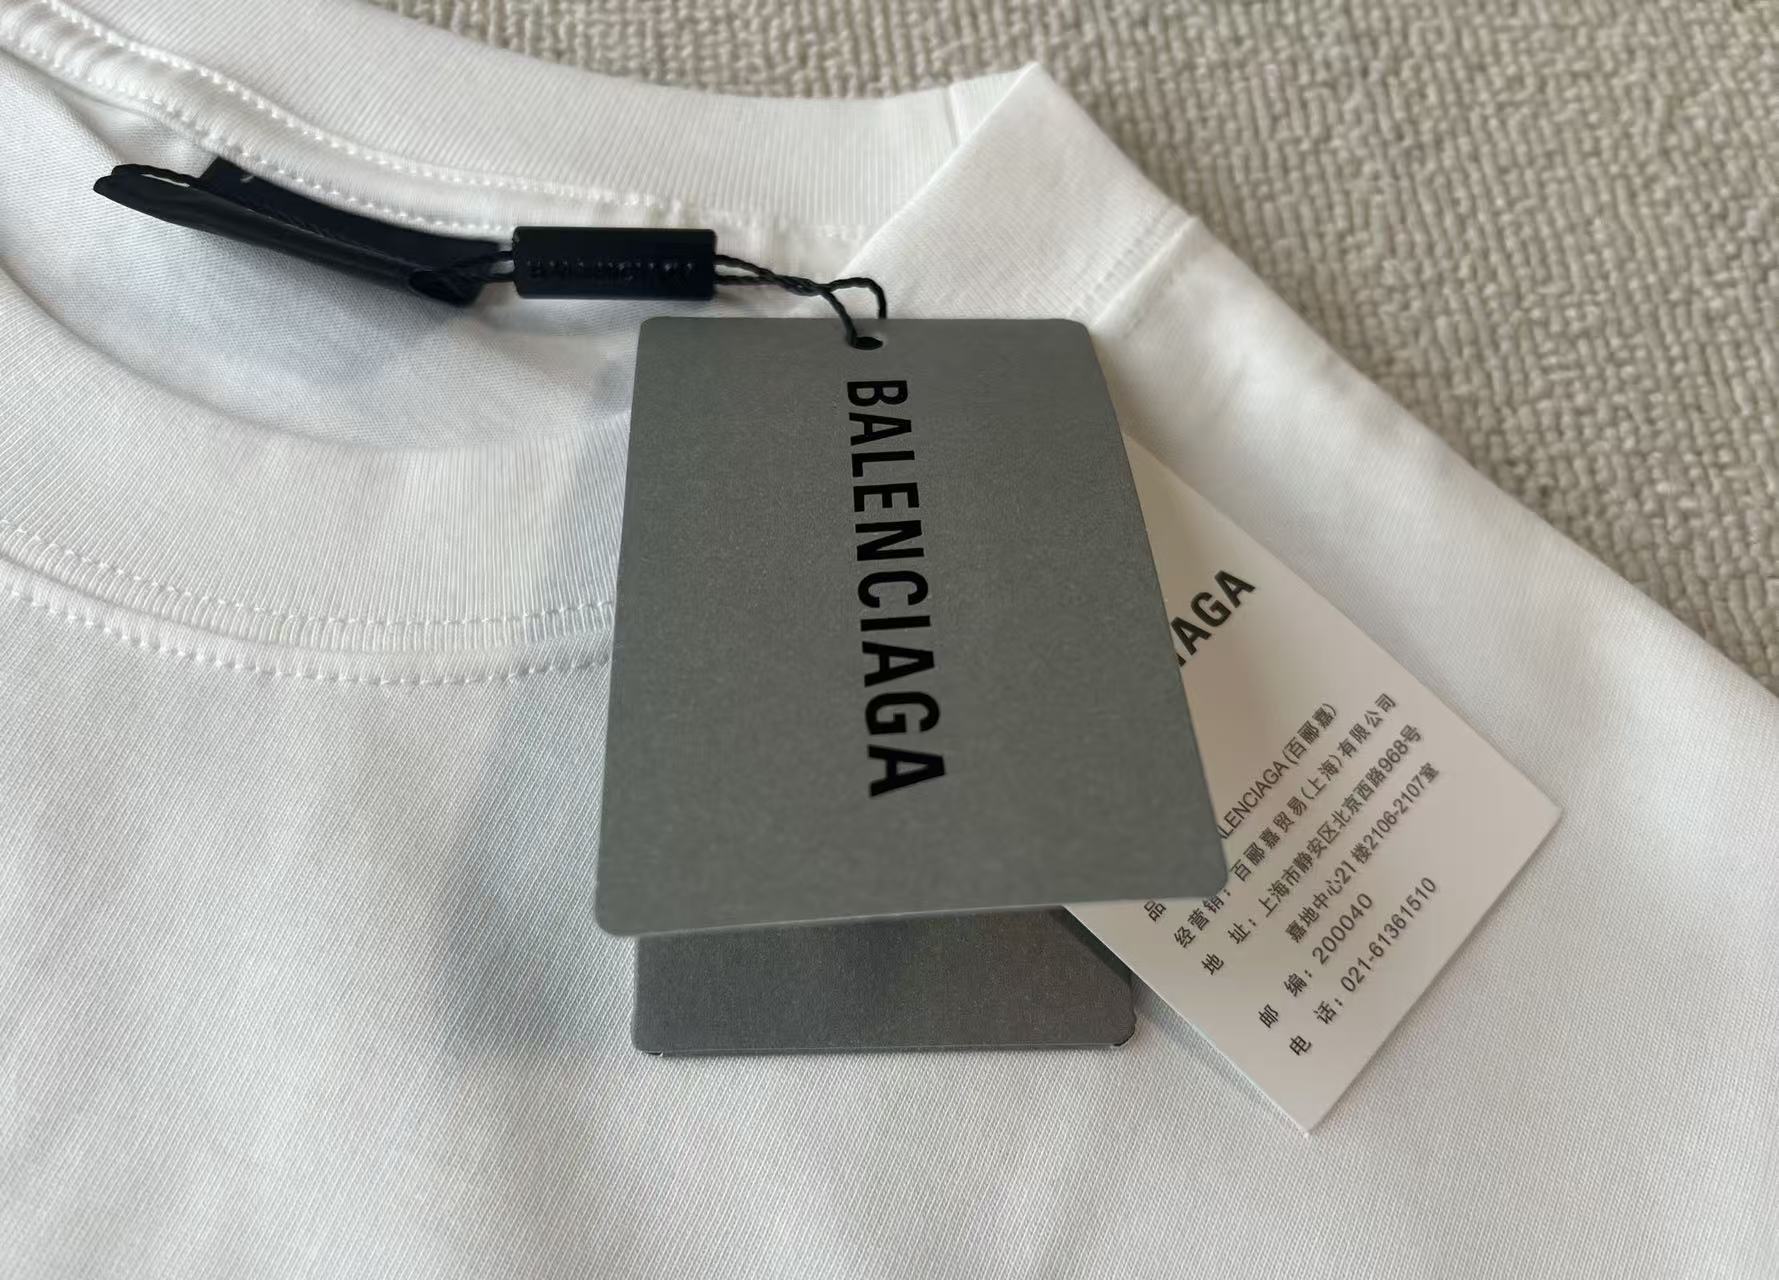 BALENCIAGA
IAGA
ALENCIAGA(百郦嘉)
经营销：百郦嘉贸易(上海)有限公司
地 址：上海市静安区北京西路968号
嘉地中心21楼2106-2107室
邮 编：200040
电 话：021-61361510